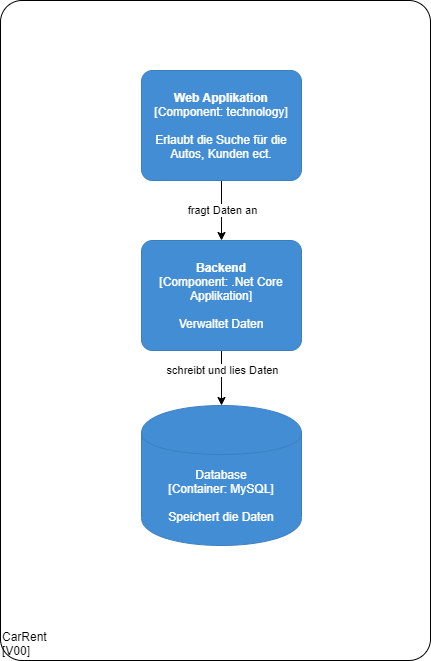 Web Applikation
[Component: technology]
Erlaubt die Suche für die
Autos, Kunden ect.
fragt Daten an
Backend
[Component: .Net Core
Applikation]
Verwaltet Daten
schreibt und lies Daten
Database
[Container: MySQL]
Speichert die Daten
CarRent
[V00]